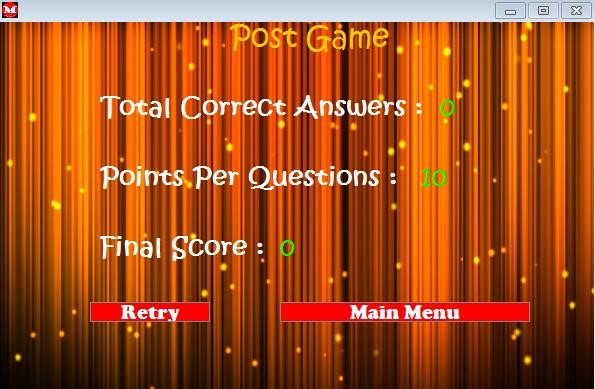 M
Post Game
Total Correct Answers : 0
Points Per Questions : 10
Final Score : 0
Retry Main Menu